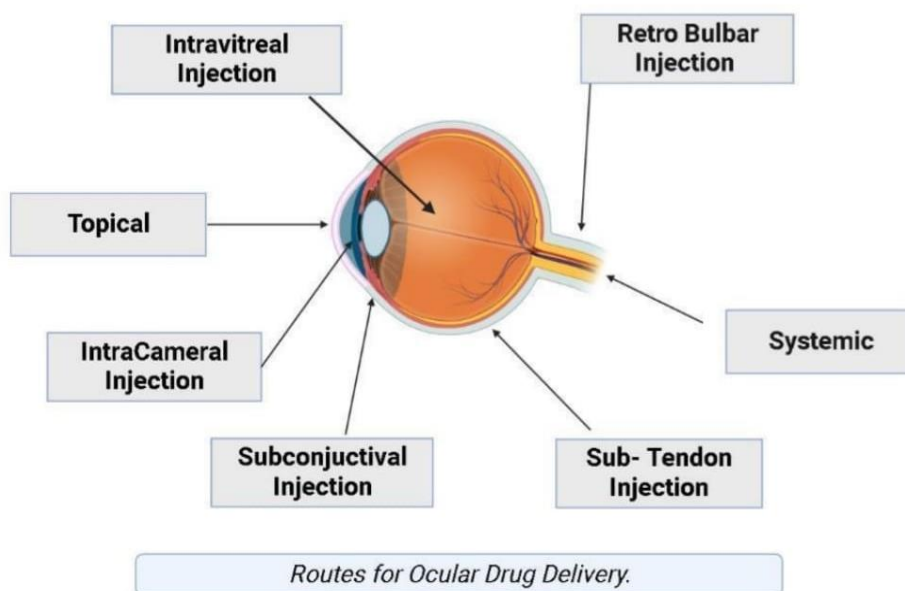 Intravitreal
Injection
Retro Bulbar
Injection
Topical
IntraCameral
Injection
Systemic
Subconjuctival
Injection
Sub- Tendon
Injection
Routes for Ocular Drug Delivery.